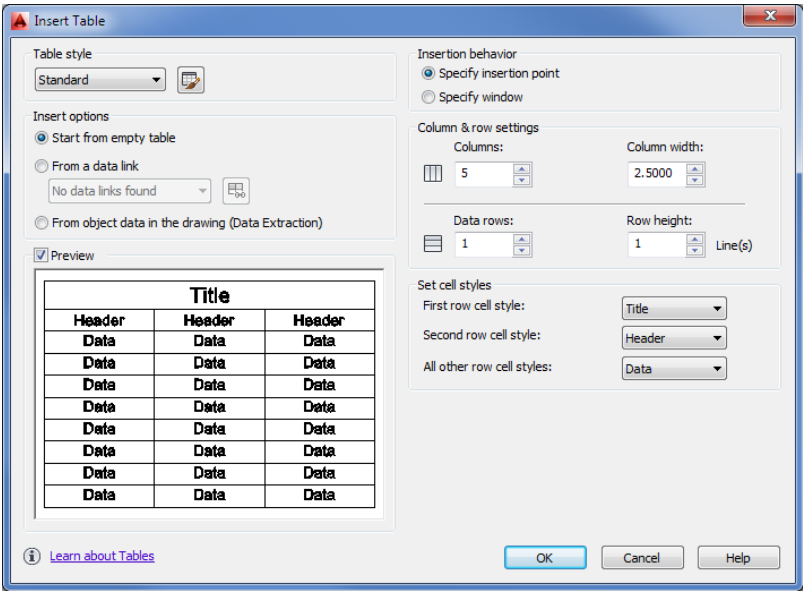 Insert Table
Table style
Standard
Insert options
Start from empty table
From a data link
No data links found
From object data in the drawing (Data Extraction)
Preview
Title
Header Header Header
Data Data Data
Data Data Data
Data Data Data
Data Data Data
Data Data Data
Data Data Data
Data Data Data
Data Data Data
Learn about Tables
Insertion behavior
Specify insertion point
Specify window
Column & row settings
Columns: Column width:
5 2.5000
Data rows: Row height:
1 1 Line(s)
Set cell styles
First row cell style: Title
Second row cell style: Header
All other row cell styles: Data
OK Cancel Help